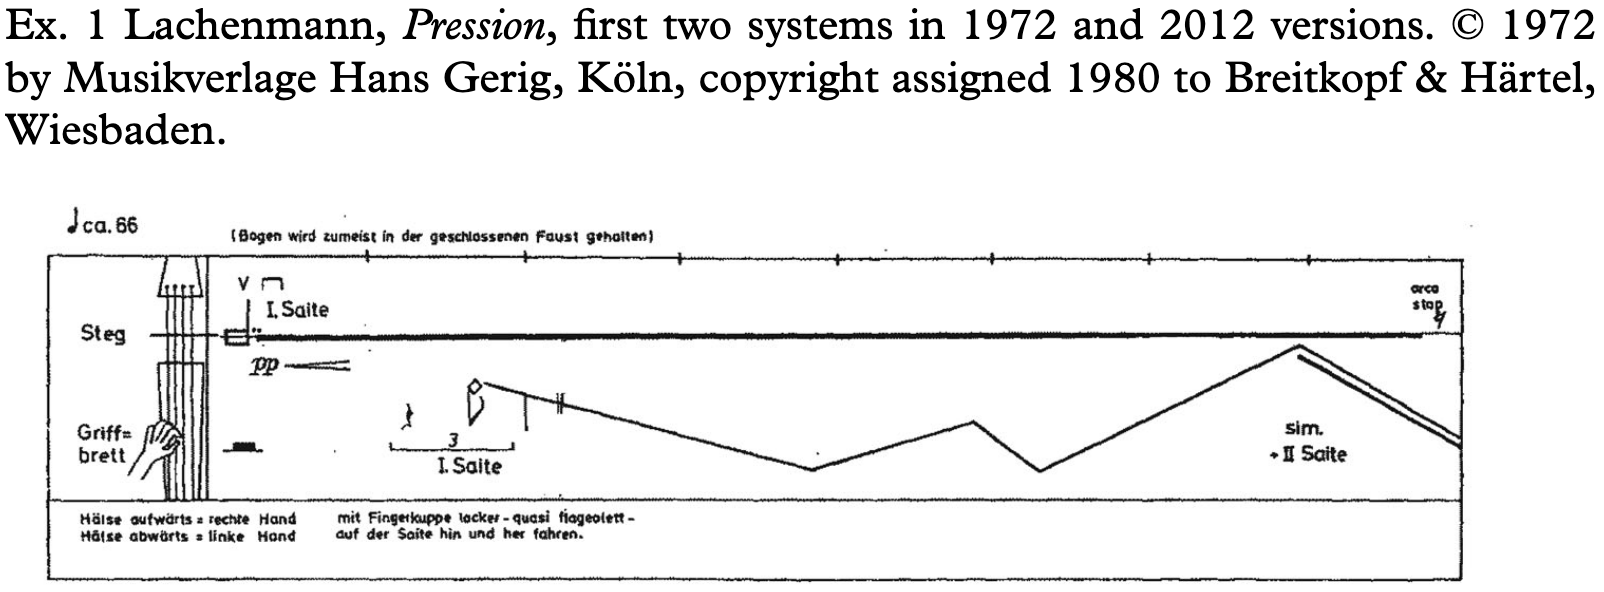 Ex. 1 Lachenmann, Pression, first two systems in 1972 and 2012 versions. © 1972
by Musikverlage Hans Gerig, Köln, copyright assigned 1980 to Breitkopf & Härtel,
Wiesbaden.
ca. 66
(Bogen wird zumeist in der geschlossenen Faust gehalten)
V
I. Saite
arco
stop
Steg
pp
Griff=
brett
3
I. Saite
sim.
+ II Saite
Hälse aufwärts = rechte Hand
Hälse abwärts = linke Hand
mit Fingerkuppe locker - quasi flageolett -
auf der Saite hin und her fahren.